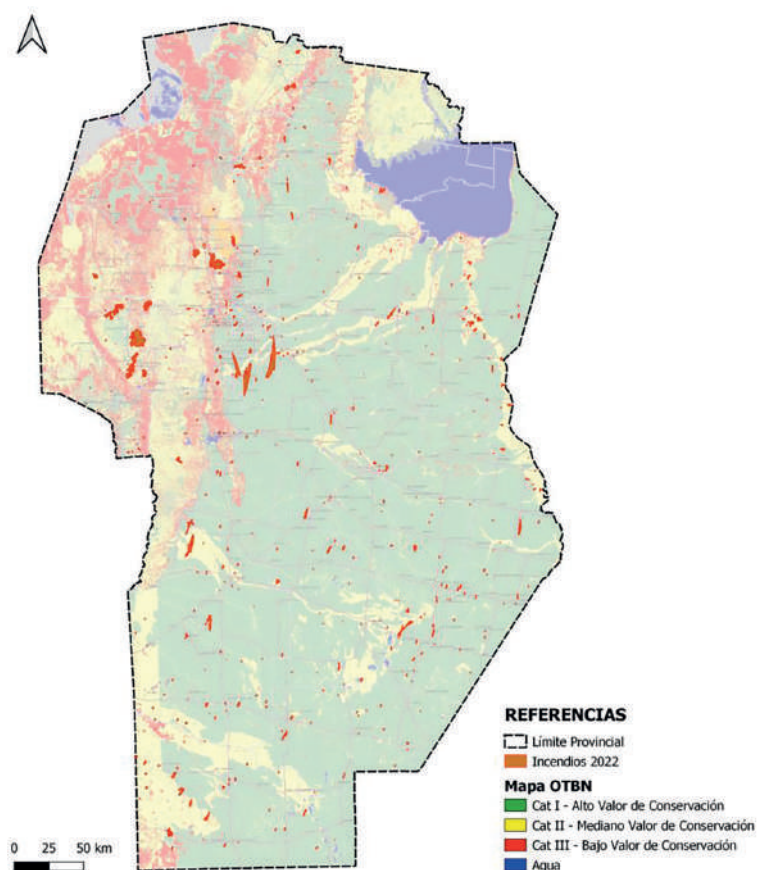 REFERENCIAS
Límite Provincial
Incendios 2022
Mapa OTBN
Cat I - Alto Valor de Conservación
Cat II - Mediano Valor de Conservación
Cat III - Bajo Valor de Conservación
Agua
0 25 50 km